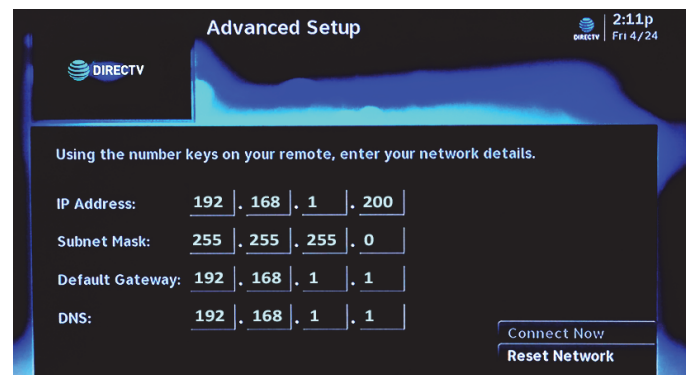 Advanced Setup
2:11p
DIRECTV
Fri 4/24
DIRECTV
Using the number keys on your remote, enter your network details.
IP Address: 192 . 168 . 1 . 200
Subnet Mask: 255 . 255 . 255 . 0
Default Gateway: 192 . 168 . 1 . 1
DNS: 192 . 168 . 1 . 1
Connect Now
Reset Network